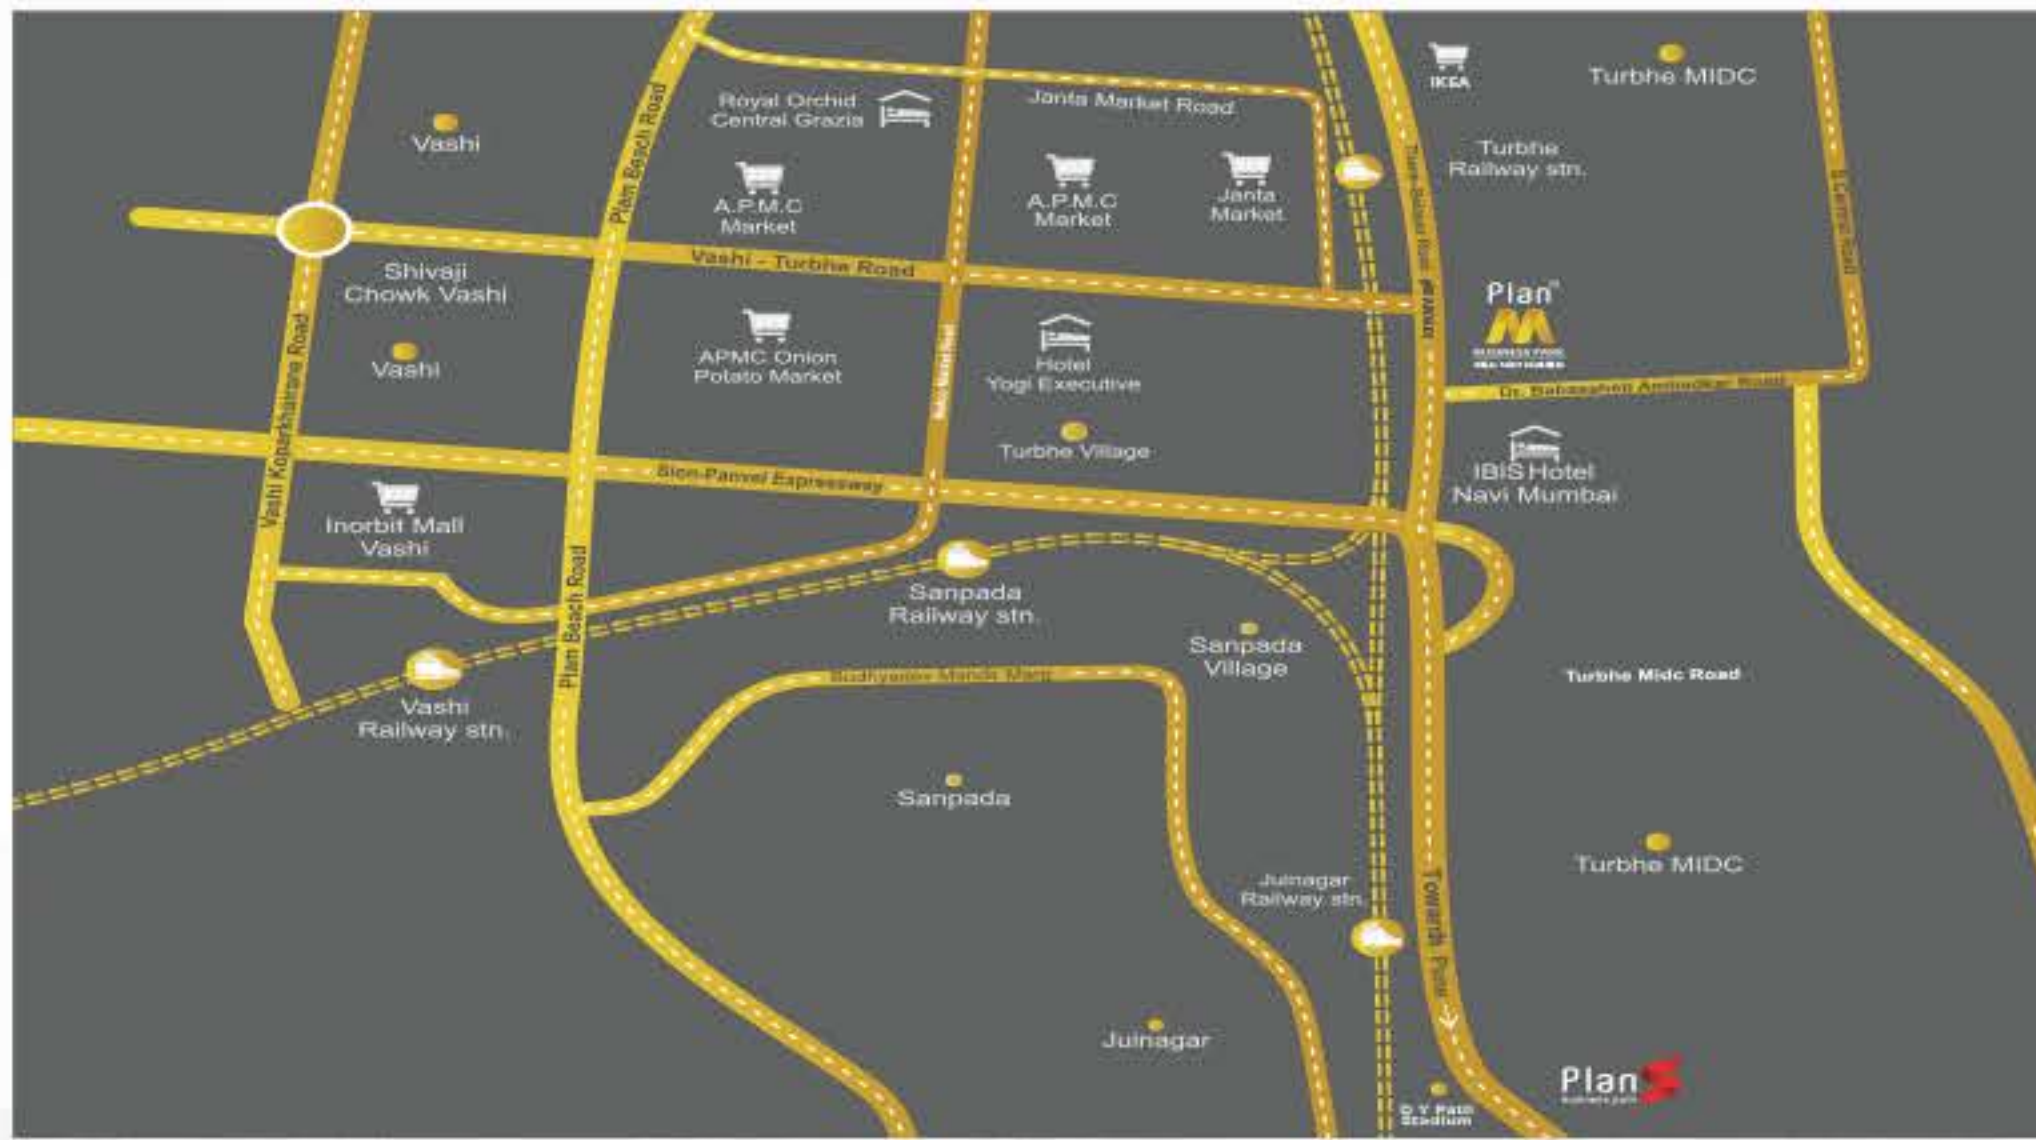 IKEA
Turbhe MIDC
Royal Orchid
Central Grazia
Janta Market Road
Vashi
Plam Beach Road
Turbhe
Railway stn.
A.P.M.C
Market
A.P.M.C
Market
Janta
Market
Vashi - Turbhe Road
Shivaji
Chowk Vashi
Plan
M
BUSINESS PARK
APMC Onion
Potato Market
Hotel
Yogi Executive
Vashi
Vashi Koparkhairane Road
Dr. Babasaheb Ambedkar Road
Turbhe Village
Sion-Panvel Expressway
IBIS Hotel
Navi Mumbai
Inorbit Mall
Vashi
Plam Beach Road
Sanpada
Railway stn.
Sanpada
Village
Turbhe Midc Road
Vashi
Railway stn.
Sanpada
Turbhe MIDC
Juinagar
Railway stn.
Towards Pune
Juinagar
Plan S
business park
D Y Patil
Stadium